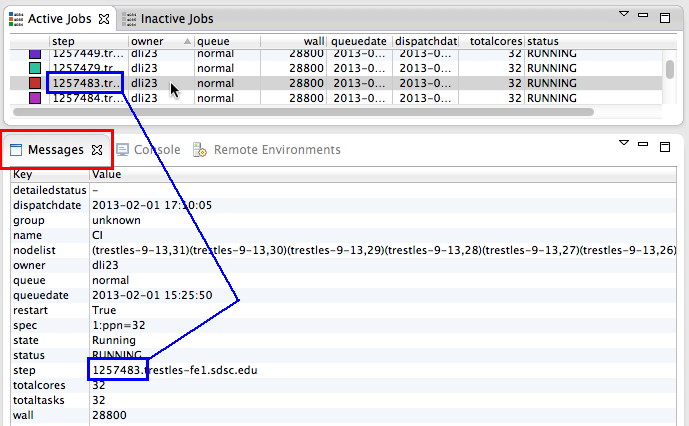 Active Jobs Inactive Jobs
step owner queue wall queuedate dispatchdat totalcores status
1257449.tr... dli23 normal 28800 2013-0... 2013-0... 32 RUNNING
1257479.tr... dli23 normal 28800 2013-0... 2013-0... 32 RUNNING
1257483.tr... dli23 normal 28800 2013-0... 2013-0... 32 RUNNING
1257484.tr... dli23 normal 28800 2013-0... 2013-0... 32 RUNNING
Messages Console Remote Environments
Key Value
detailedstatus -
dispatchdate 2013-02-01 17:10:05
group unknown
name CI
nodelist (trestles-9-13,31)(trestles-9-13,30)(trestles-9-13,29)(trestles-9-13,28)(trestles-9-13,27)(trestles-9-13,26)
owner dli23
queue normal
queuedate 2013-02-01 15:25:50
restart True
spec 1:ppn=32
state Running
status RUNNING
step 1257483.trestles-fe1.sdsc.edu
totalcores 32
totaltasks 32
wall 28800